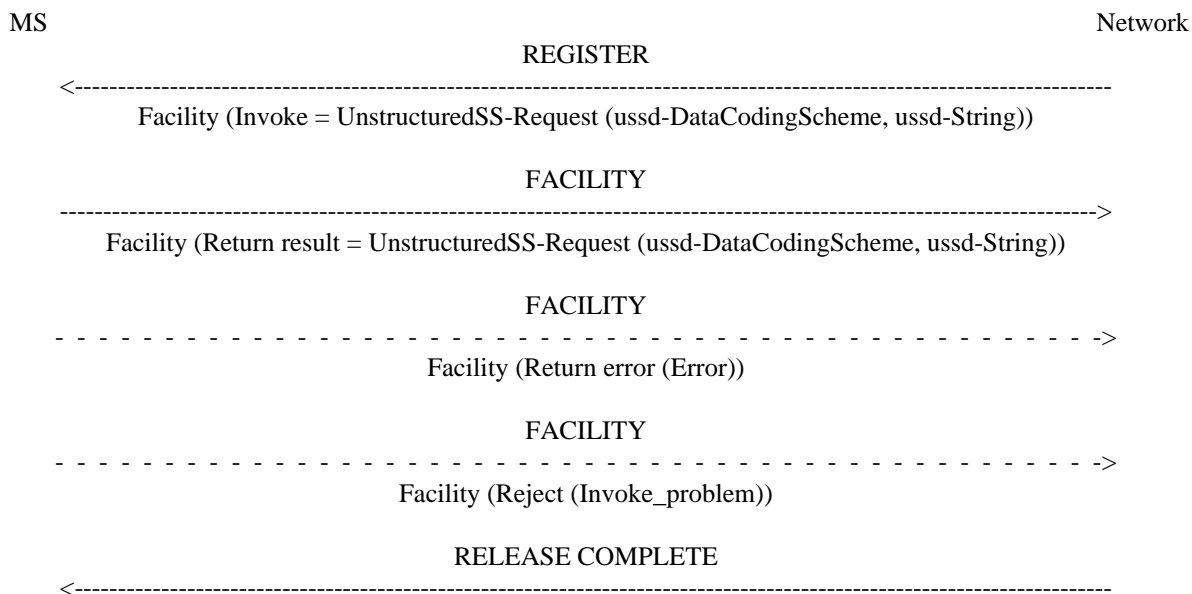 MS Network
REGISTER
Facility (Invoke = UnstructuredSS-Request (ussd-DataCodingScheme, ussd-String))
FACILITY
Facility (Return result = UnstructuredSS-Request (ussd-DataCodingScheme, ussd-String))
FACILITY
Facility (Return error (Error))
FACILITY
Facility (Reject (Invoke_problem))
RELEASE COMPLETE